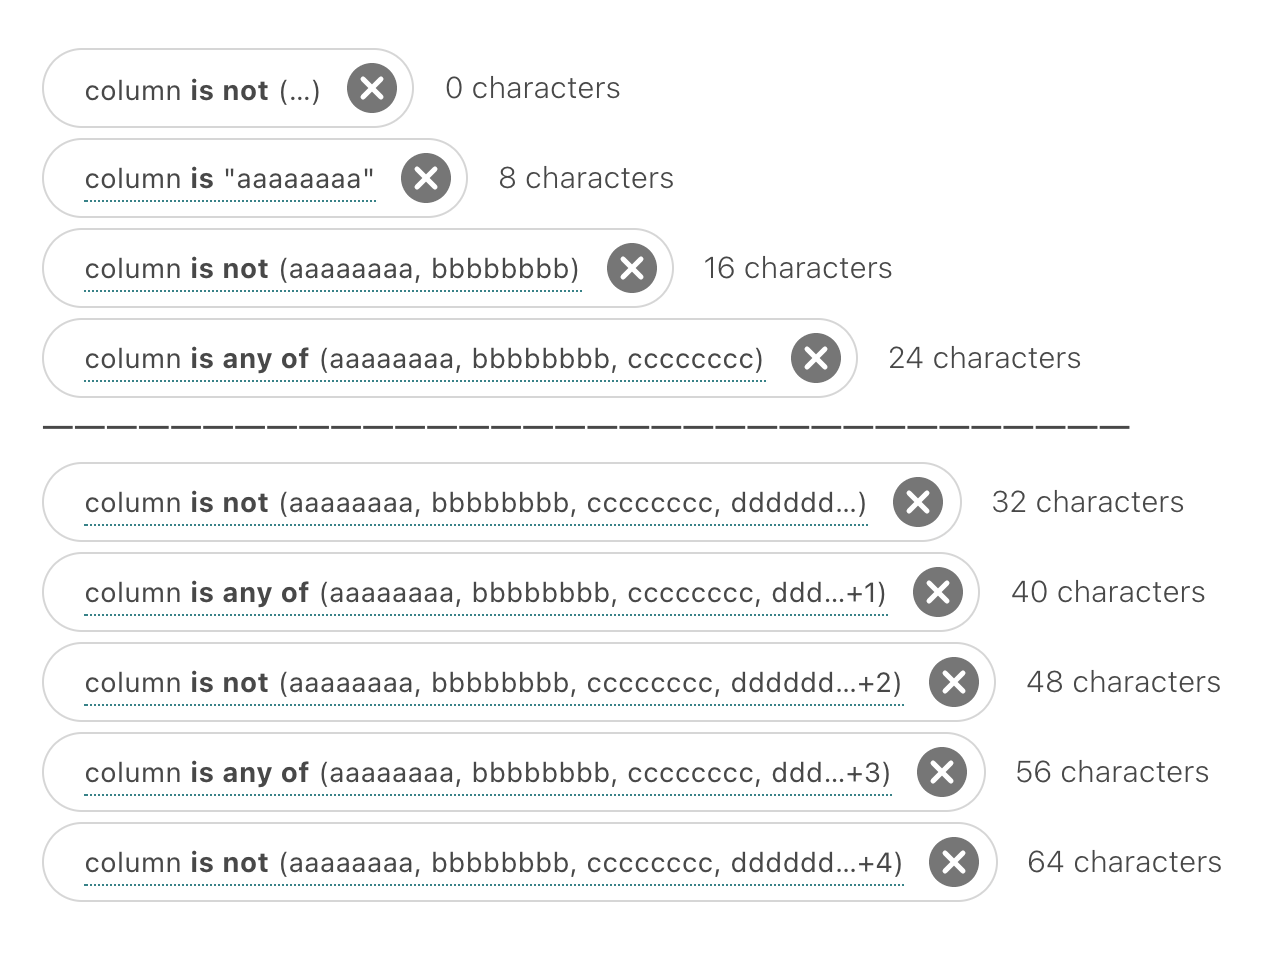 column is not (...) 0 characters
column is "aaaaaaaa" 8 characters
column is not (aaaaaaaa, bbbbbbbb) 16 characters
column is any of (aaaaaaaa, bbbbbbbb, cccccccc) 24 characters
column is not (aaaaaaaa, bbbbbbbb, cccccccc, dddddd...) 32 characters
column is any of (aaaaaaaa, bbbbbbbb, cccccccc, ddd...+1) 40 characters
column is not (aaaaaaaa, bbbbbbbb, cccccccc, dddddd...+2) 48 characters
column is any of (aaaaaaaa, bbbbbbbb, cccccccc, ddd...+3) 56 characters
column is not (aaaaaaaa, bbbbbbbb, cccccccc, dddddd...+4) 64 characters